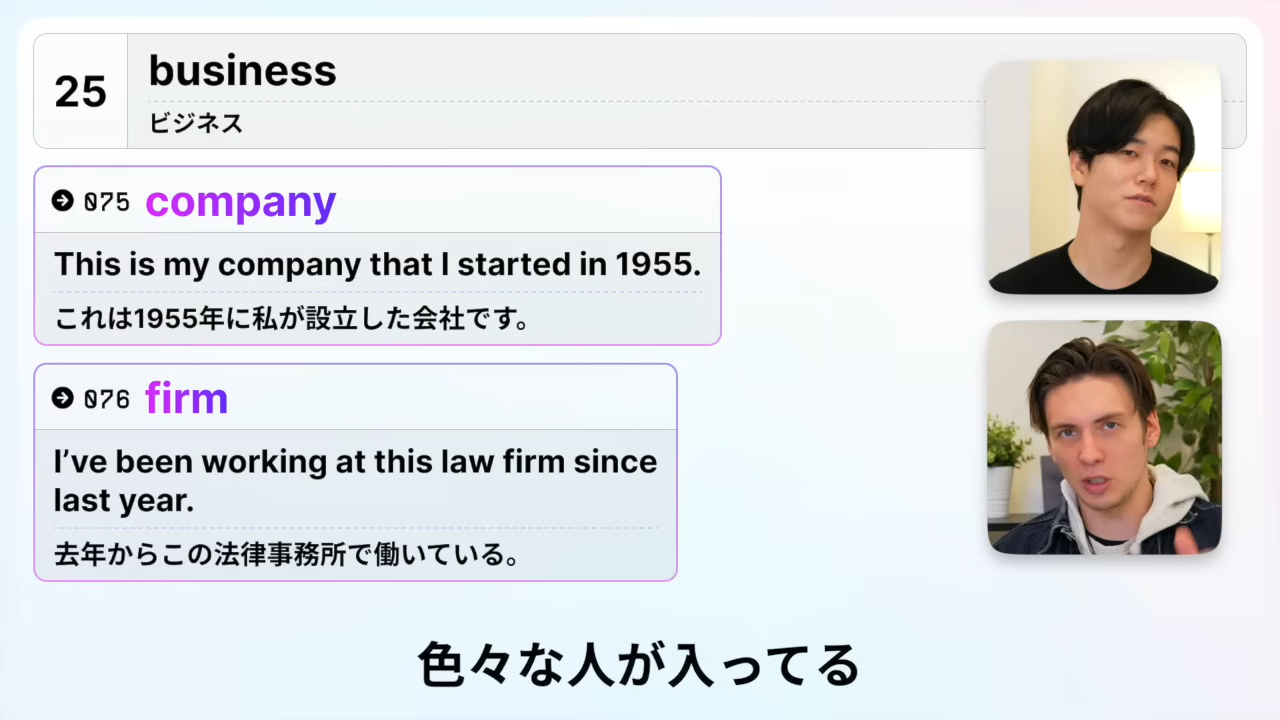 25
business
ビジネス
075 company
This is my company that I started in 1955.
これは1955年に私が設立した会社です。
076 firm
I’ve been working at this law firm since
last year.
去年からこの法律事務所で働いている。
色々な人が入ってる